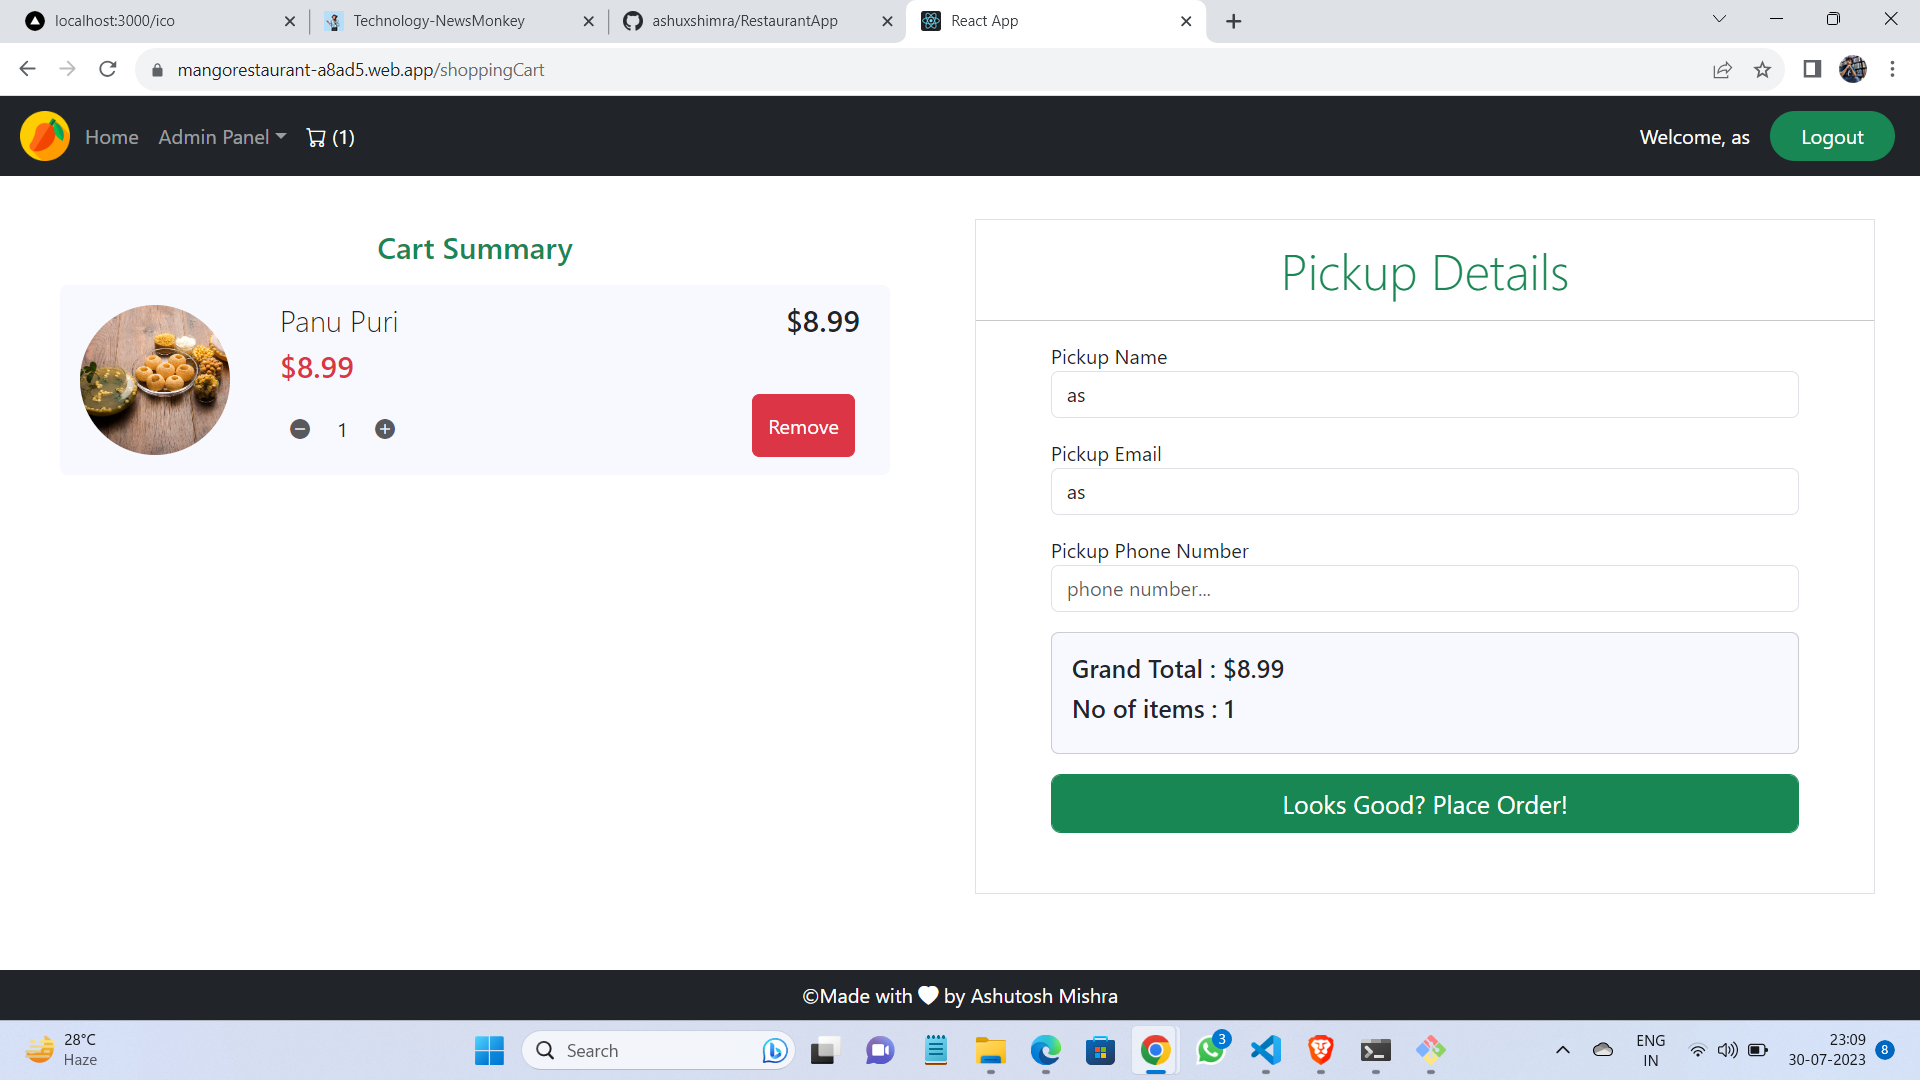 localhost:3000/ico
Technology-NewsMonkey
ashuxshimra/RestaurantApp
React App
mangorestaurant-a8ad5.web.app/shoppingCart
Home
Admin Panel
(1)
Welcome, as
Logout
Cart Summary
Panu Puri
$8.99
$8.99
1
Remove
Pickup Details
Pickup Name
as
Pickup Email
as
Pickup Phone Number
phone number...
Grand Total : $8.99
No of items : 1
Looks Good? Place Order!
©Made with by Ashutosh Mishra
28°C
Haze
Search
3
ENG
IN
23:09
30-07-2023
8